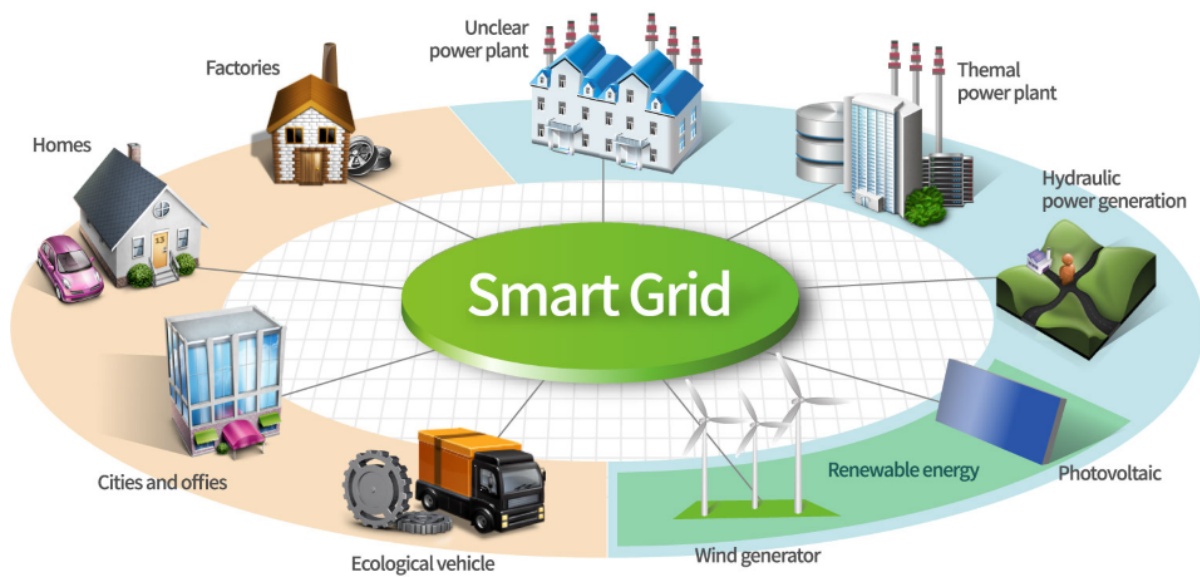 Unclear
power plant
Factories
Themal
power plant
Homes
Hydraulic
power generation
Smart Grid
Renewable energy
Photovoltaic
Cities and offies
Wind generator
Ecological vehicle
13